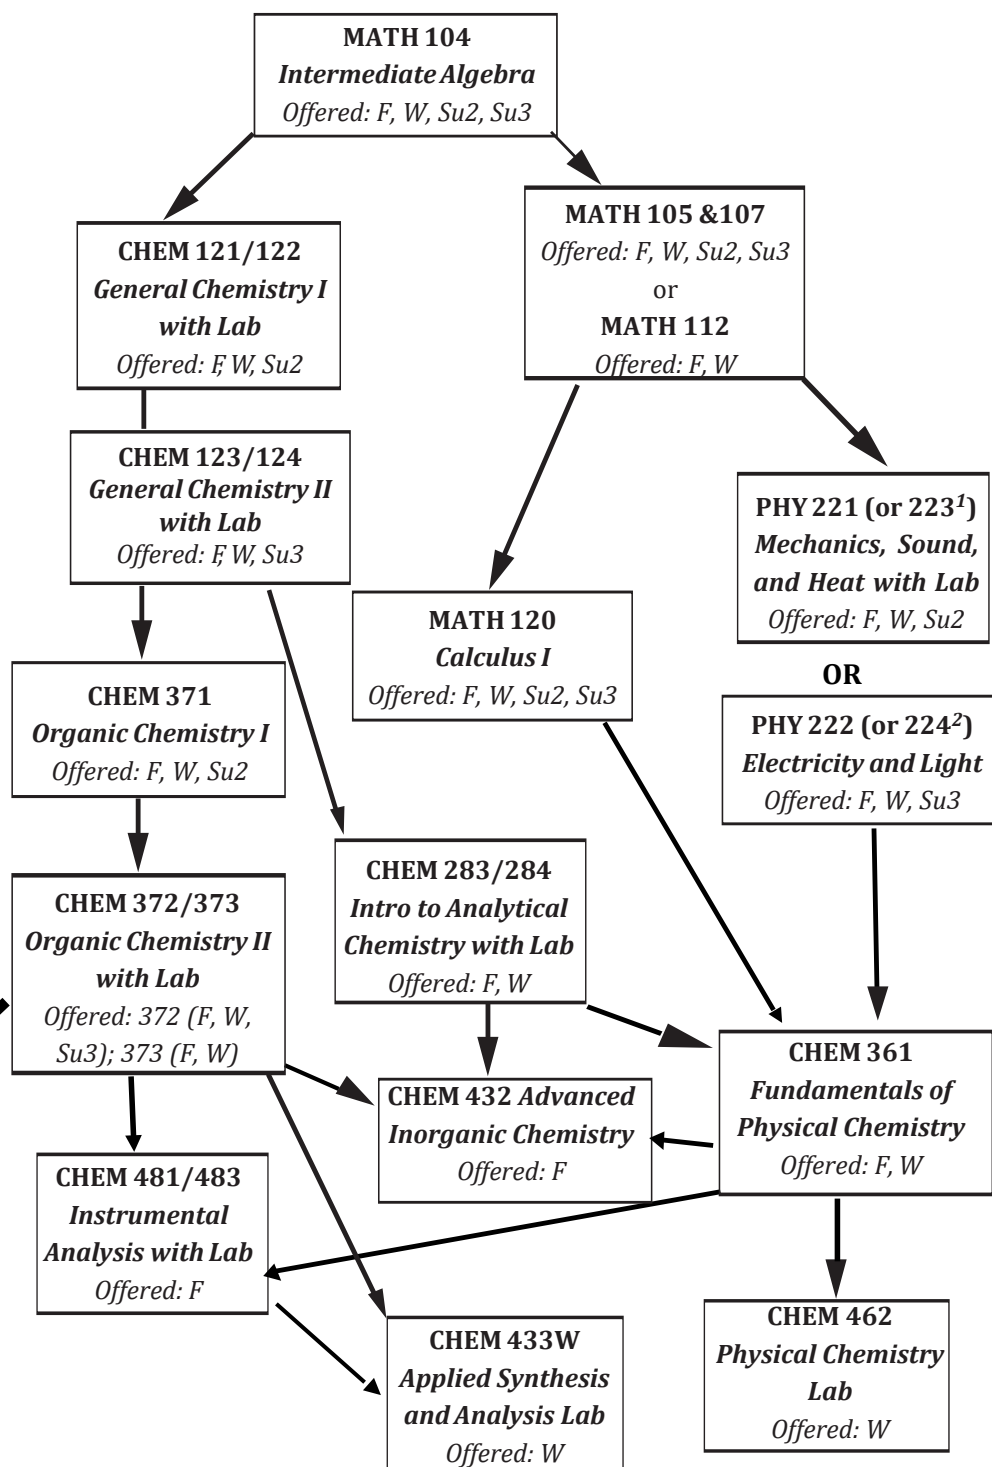 MATH 104
Intermediate Algebra
Offered: F, W, Su2, Su3
MATH 105 &107
Offered: F, W, Su2, Su3
or
MATH 112
Offered: F, W
CHEM 121/122
General Chemistry I
with Lab
Offered: F, W, Su2
CHEM 123/124
General Chemistry II
with Lab
Offered: F, W, Su3
PHY 221 (or 223¹)
Mechanics, Sound,
and Heat with Lab
Offered: F, W, Su2
OR
PHY 222 (or 224²)
Electricity and Light
Offered: F, W, Su3
MATH 120
Calculus I
Offered: F, W, Su2, Su3
CHEM 371
Organic Chemistry I
Offered: F, W, Su2
CHEM 372/373
Organic Chemistry II
with Lab
Offered: 372 (F, W,
Su3); 373 (F, W)
CHEM 283/284
Intro to Analytical
Chemistry with Lab
Offered: F, W
CHEM 361
Fundamentals of
Physical Chemistry
Offered: F, W
CHEM 432 Advanced
Inorganic Chemistry
Offered: F
CHEM 481/483
Instrumental
Analysis with Lab
Offered: F
CHEM 433W
Applied Synthesis
and Analysis Lab
Offered: W
CHEM 462
Physical Chemistry
Lab
Offered: W